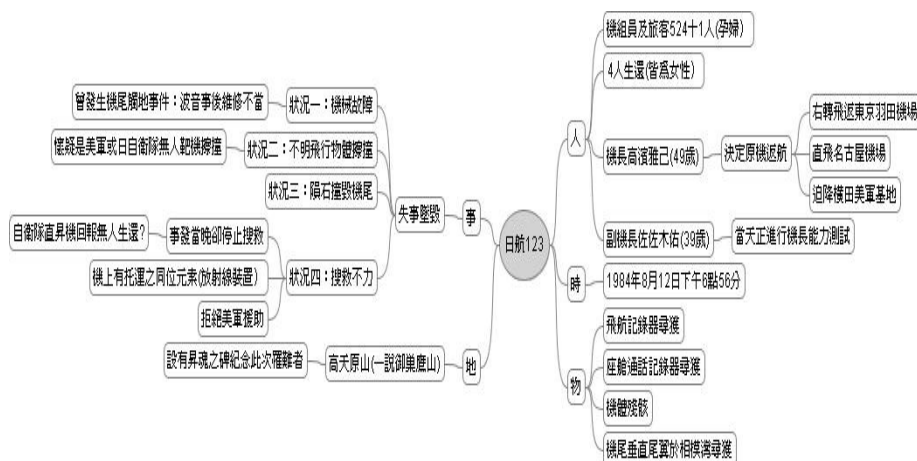 日航123
人
機組員及旅客524十1人(孕婦)
4人生還(皆為女性)
機長高濱雅己(49歲)
決定原機返航
右轉飛返東京羽田機場
直飛名古屋機場
迫降橫田美軍基地
副機長佐佐木佑(39歲)
當天正進行機長能力測試
時
1984年8月12日下午6點56分
物
飛航記錄器尋獲
座艙通話記錄器尋獲
機體殘骸
機尾垂直尾翼於相模灣尋獲
事
失事墜毀
狀況一：機械故障
曾發生機尾觸地事件：波音事後維修不當
狀況二：不明飛行物體擦撞
懷疑是美軍或日自衛隊無人靶機擦撞
狀況三：隕石撞毀機尾
狀況四：搜救不力
事發當晚卻停止搜救
自衛隊直昇機回報無人生還?
機上有托運之同位元素(放射線裝置)
拒絕美軍援助
地
高天原山(一說御巢鷹山)
設有昇魂之碑紀念此次罹難者